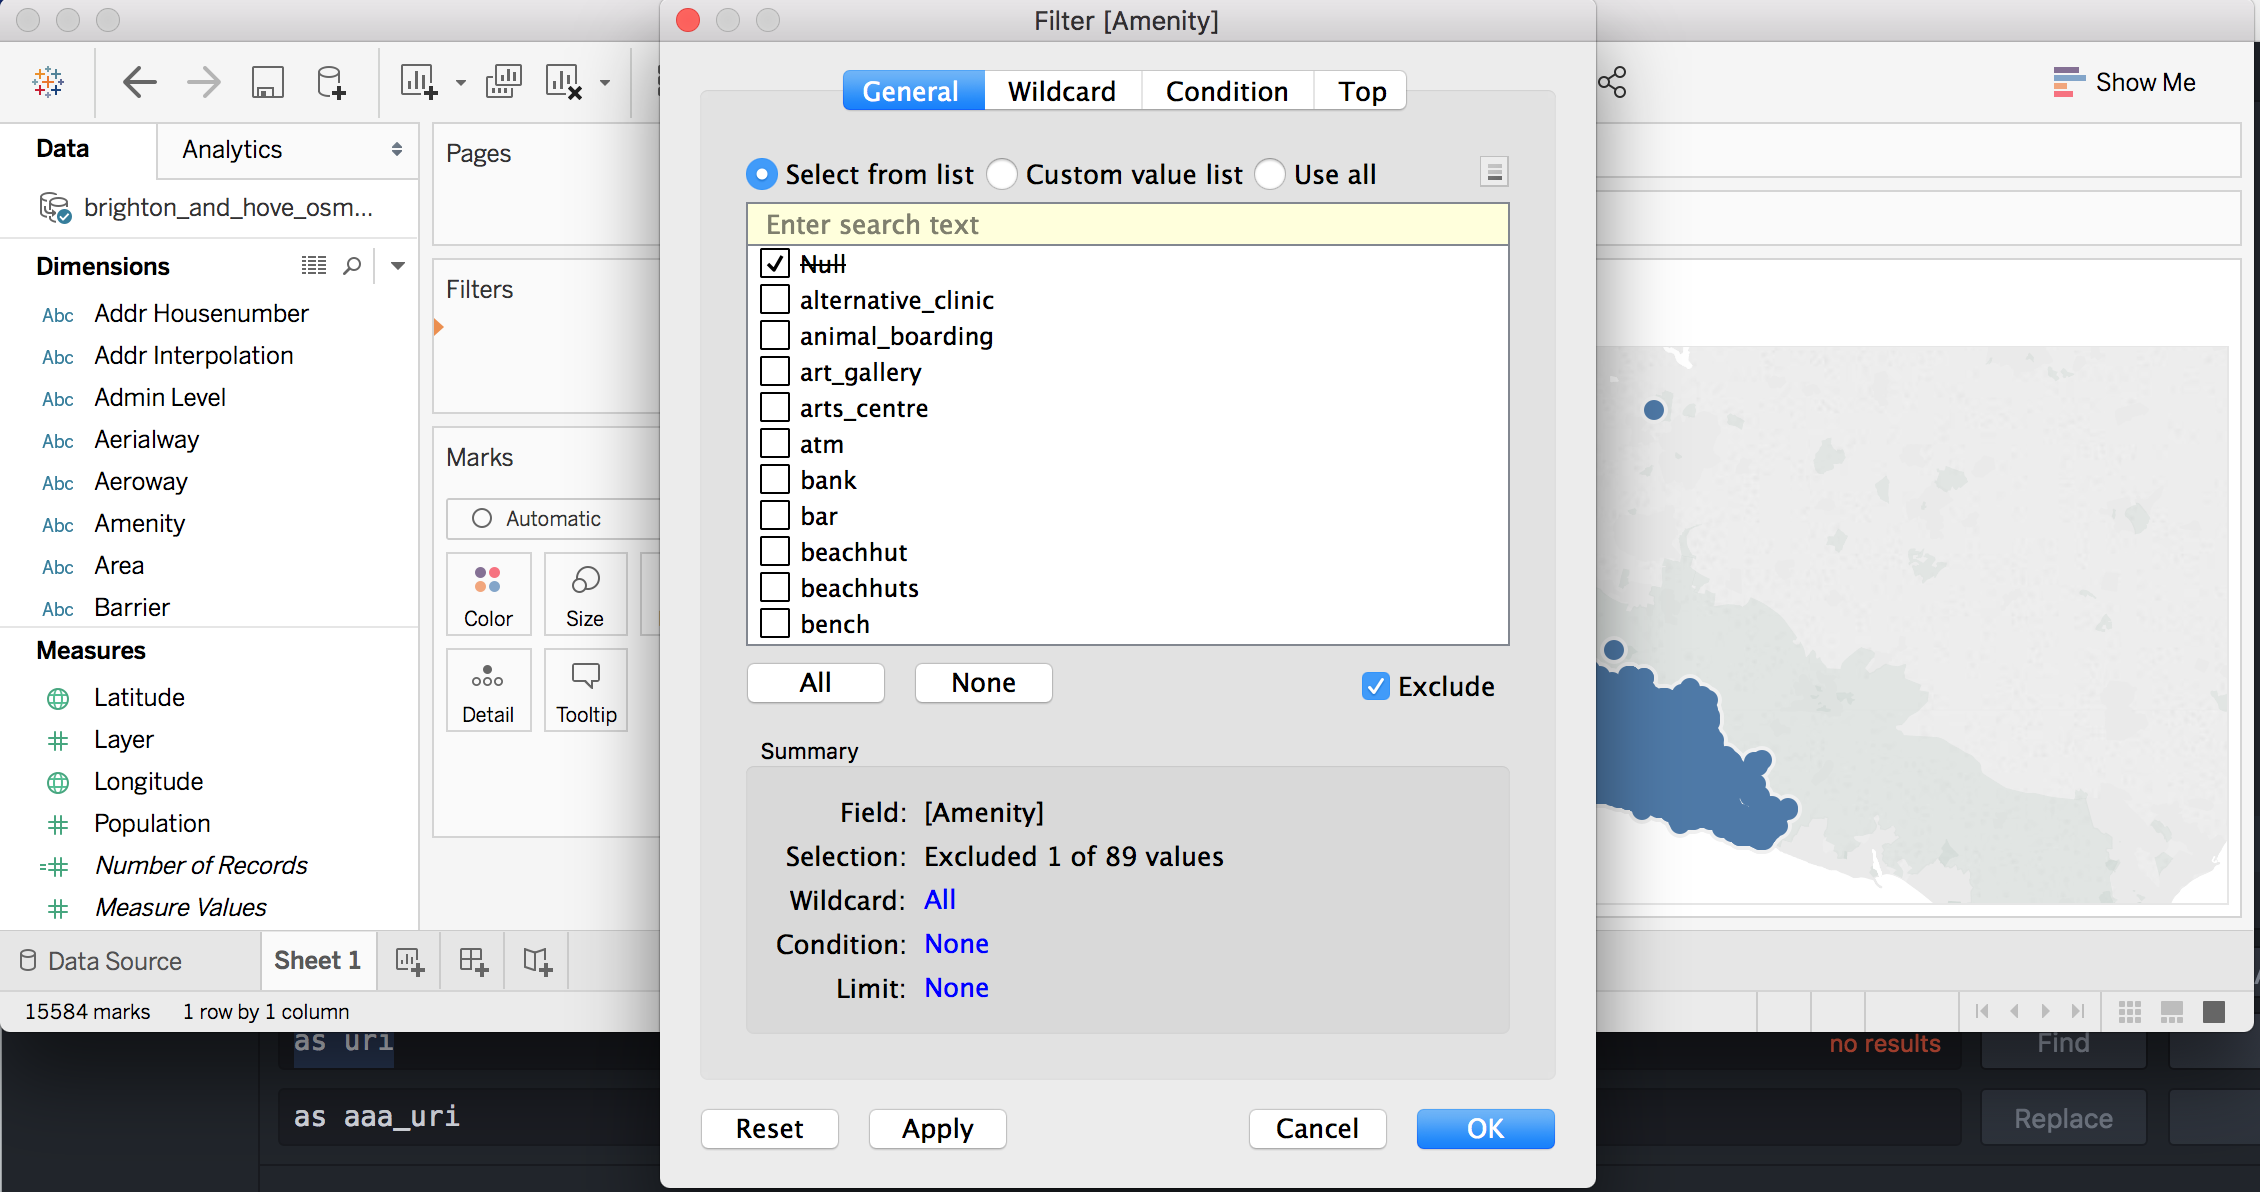 Filter [Amenity]
Show Me
General
Wildcard
Condition
Top
Data
Analytics
Pages
brighton_and_hove_osm...
Select from list
Custom value list
Use all
Enter search text
Dimensions
Filters
Abc Addr Housenumber
Abc Addr Interpolation
Abc Admin Level
Abc Aerialway
Abc Aeroway
Abc Amenity
Abc Area
Abc Barrier
Marks
Automatic
Color
Size
Detail
Tooltip
Null
alternative_clinic
animal_boarding
art_gallery
arts_centre
atm
bank
bar
beachhut
beachhuts
bench
All
None
Exclude
Measures
Latitude
Layer
Longitude
Population
Number of Records
Measure Values
Summary
Field: [Amenity]
Selection: Excluded 1 of 89 values
Wildcard: All
Condition: None
Limit: None
Data Source
Sheet 1
15584 marks
1 row by 1 column
Reset
Apply
Cancel
OK
as uri
no results
Find
as aaa_uri
Replace